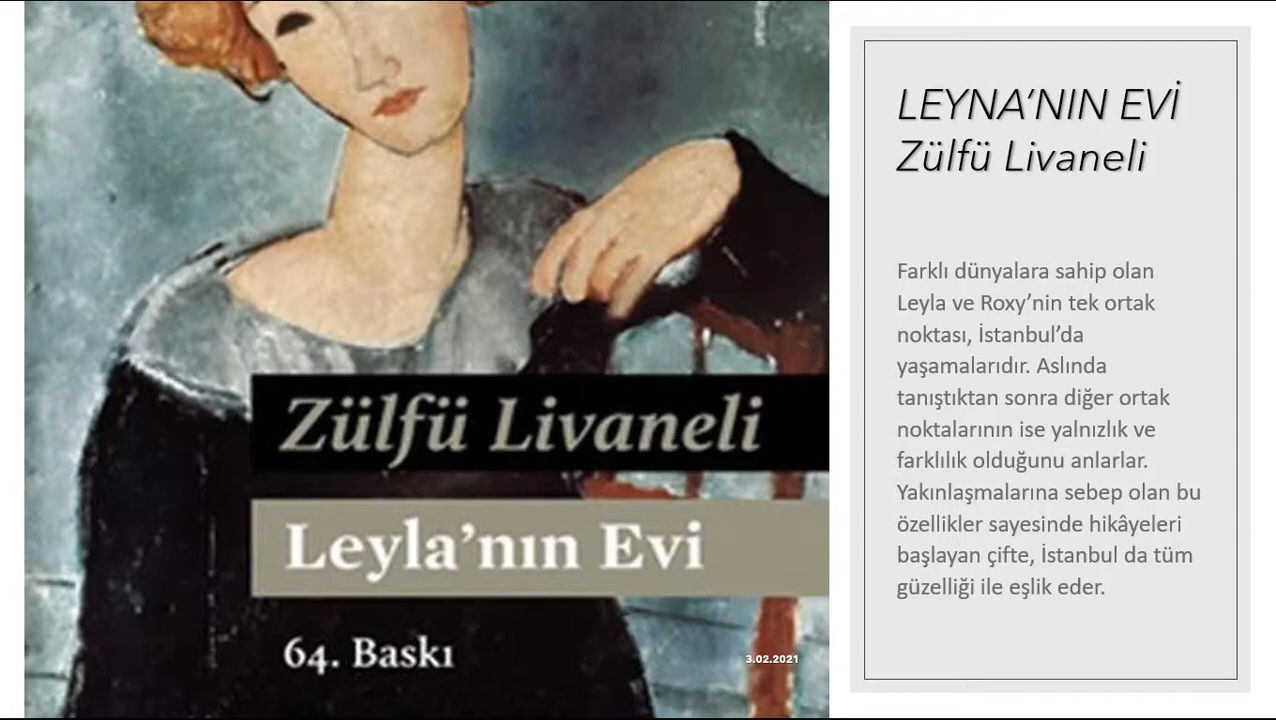 Zülfü Livaneli
Leyla’nın Evi
64. Baskı
3.02.2021
LEYNA‘NIN EVİ
Zülfü Livaneli
Farklı dünyalara sahip olan
Leyla ve Roxy’nin tek ortak
noktası, İstanbul’da
yaşamalarıdır. Aslında
tanıştıktan sonra diğer ortak
noktalarının ise yalnızlık ve
farklılık olduğunu anlarlar.
Yakınlaşmalarına sebep olan bu
özellikler sayesinde hikâyeleri
başlayan çifte, İstanbul da tüm
güzelliği ile eşlik eder.